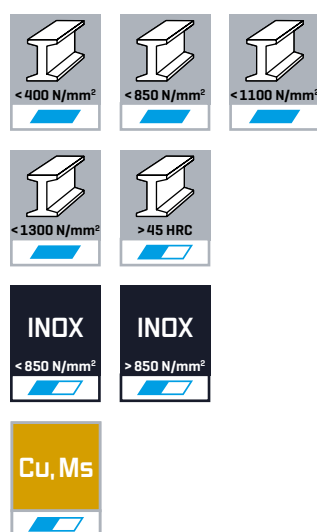 <400 N/mm²
<850 N/mm²
<1100 N/mm²
<1300 N/mm²
>45 HRC
INOX
<850 N/mm²
INOX
>850 N/mm²
Cu, Ms